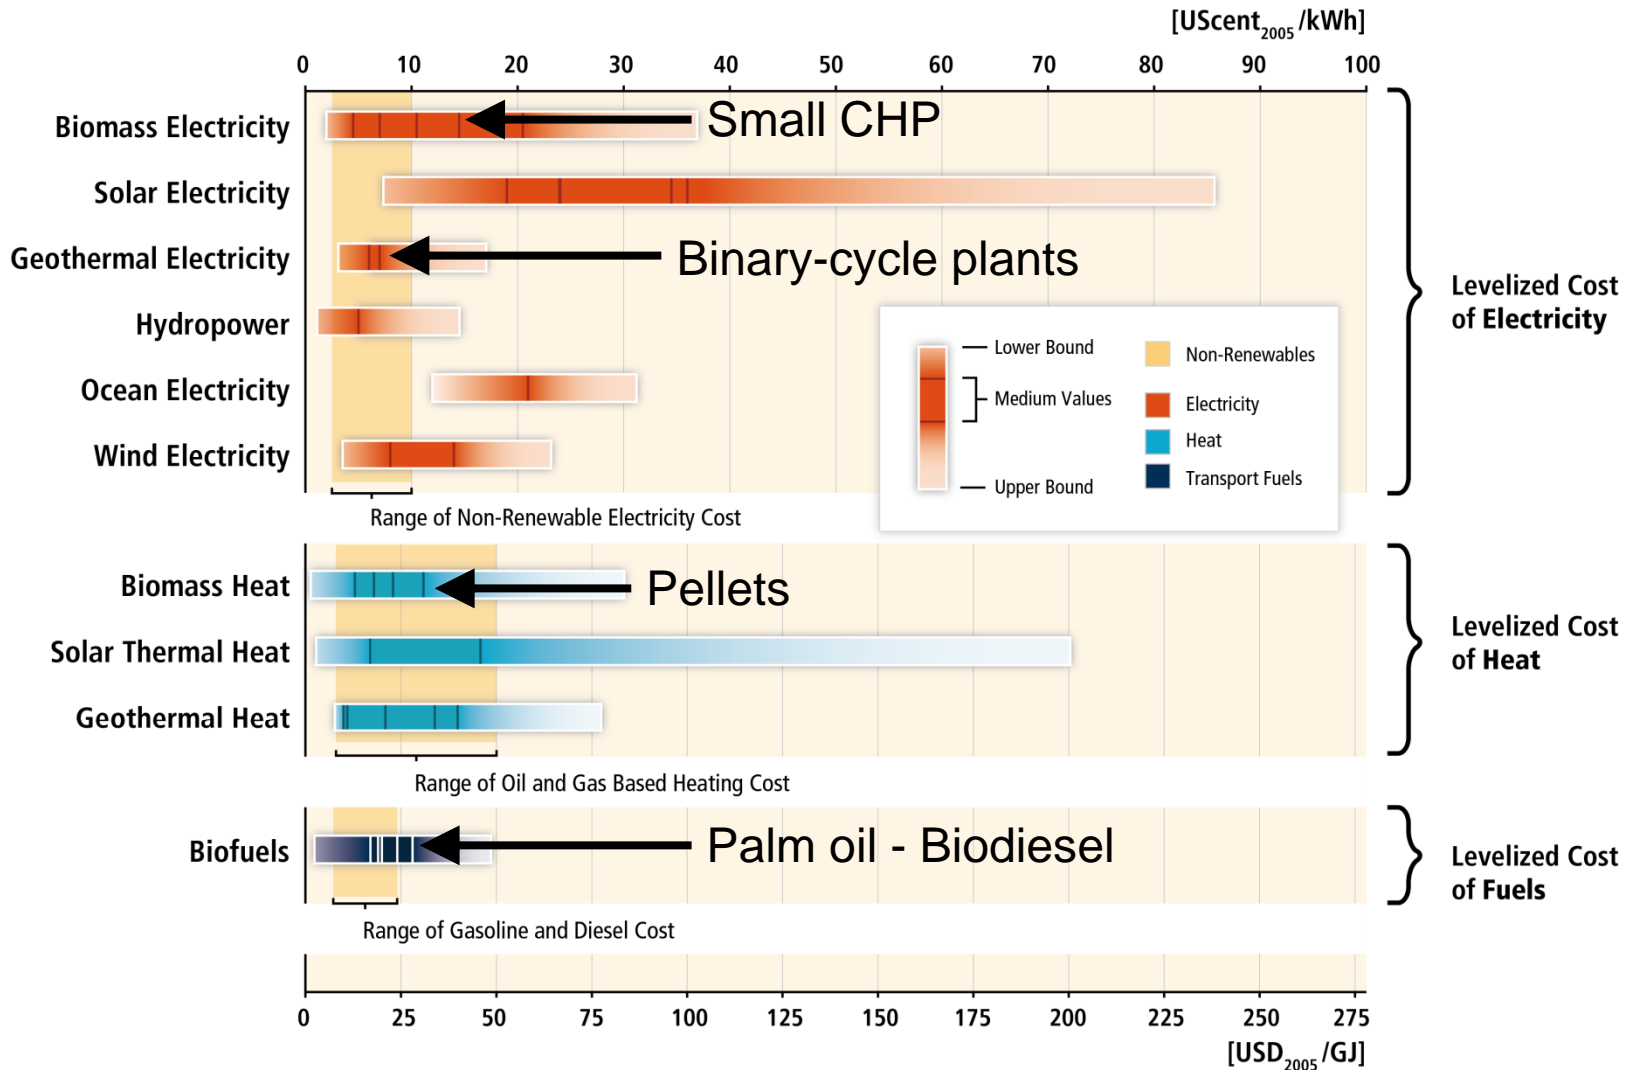 [UScent2005/kWh]
0 10 20 30 40 50 60 70 80 90 100
Biomass Electricity
Small CHP
Solar Electricity
Geothermal Electricity
Binary-cycle plants
Hydropower
Ocean Electricity
Wind Electricity
Levelized Cost
of Electricity
Lower Bound
Medium Values
Upper Bound
Non-Renewables
Electricity
Heat
Transport Fuels
Range of Non-Renewable Electricity Cost
Biomass Heat
Pellets
Solar Thermal Heat
Geothermal Heat
Levelized Cost
of Heat
Range of Oil and Gas Based Heating Cost
Biofuels
Palm oil - Biodiesel
Levelized Cost
of Fuels
Range of Gasoline and Diesel Cost
0 25 50 75 100 125 150 175 200 225 250 275
[USD2005/GJ]